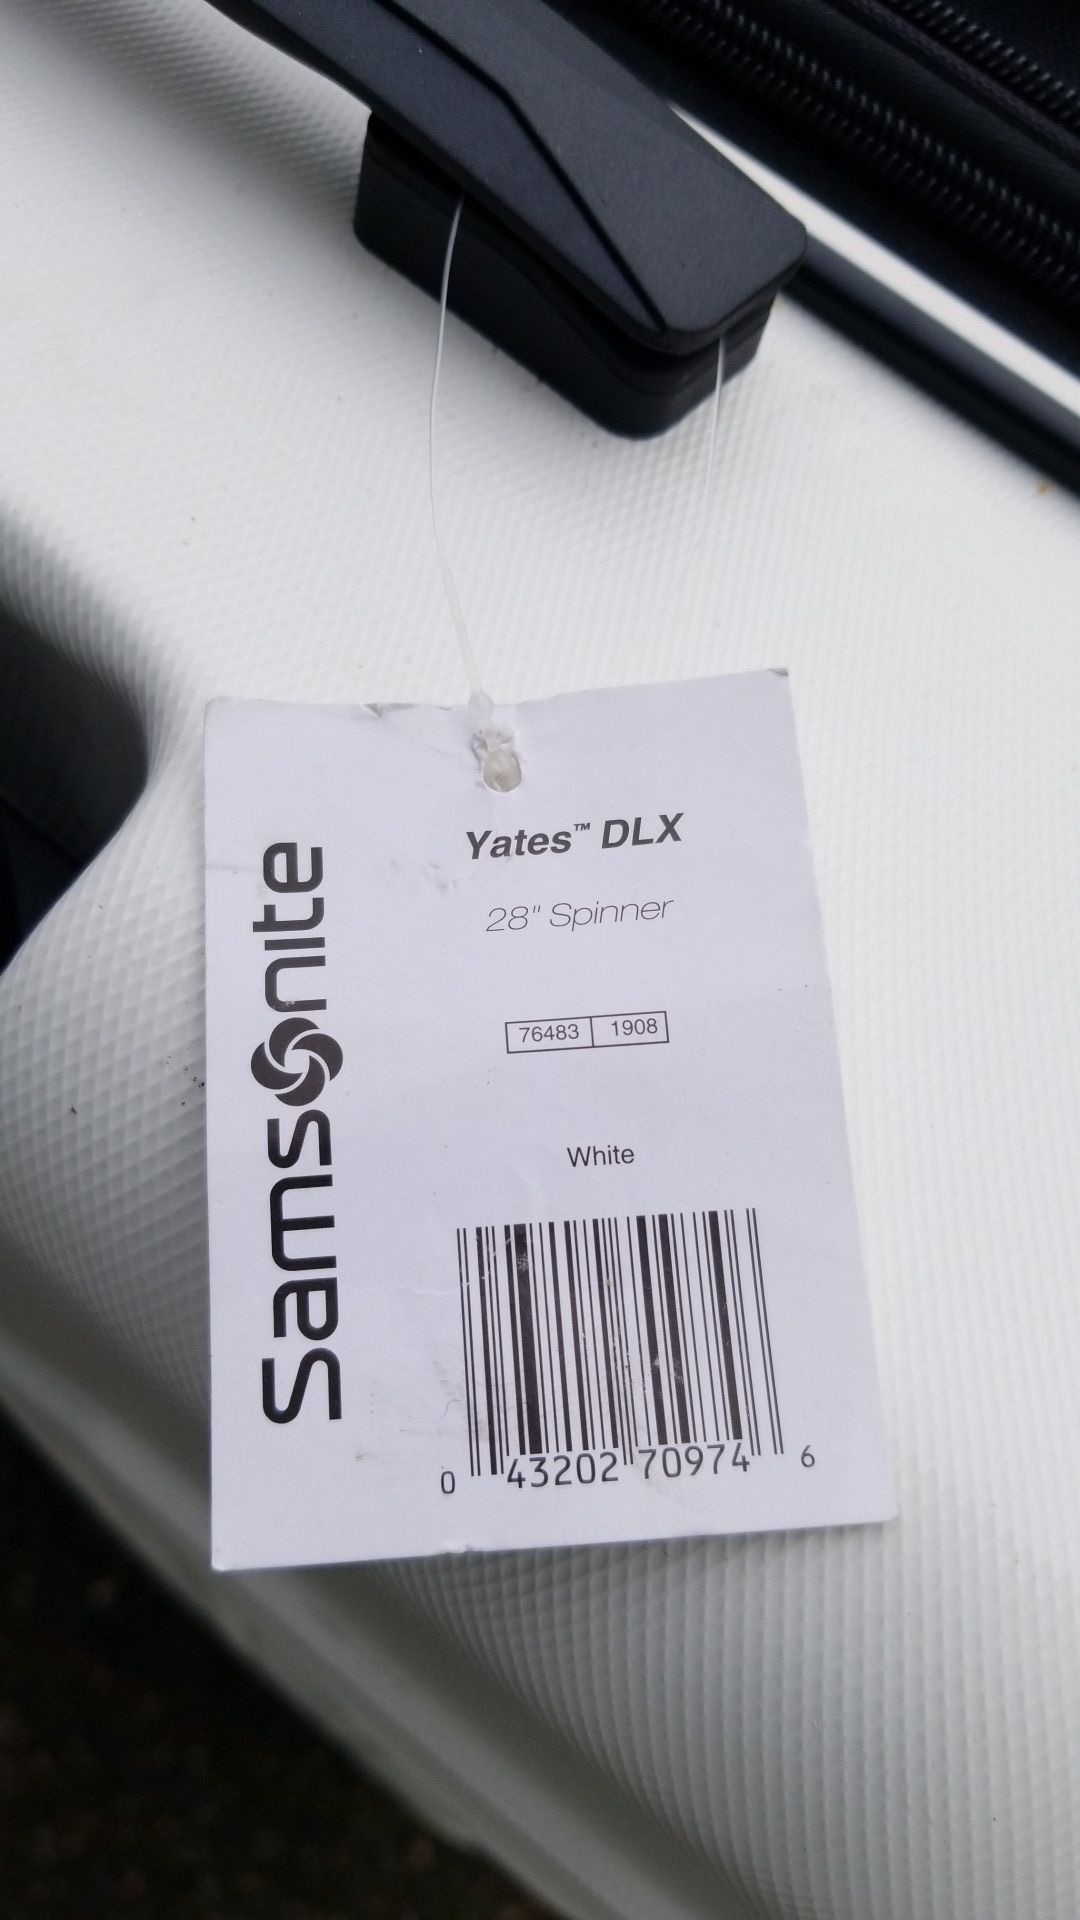 Samsonite
Yates™ DLX
28" Spinner
76483 1908
White
0 43202 70974 6